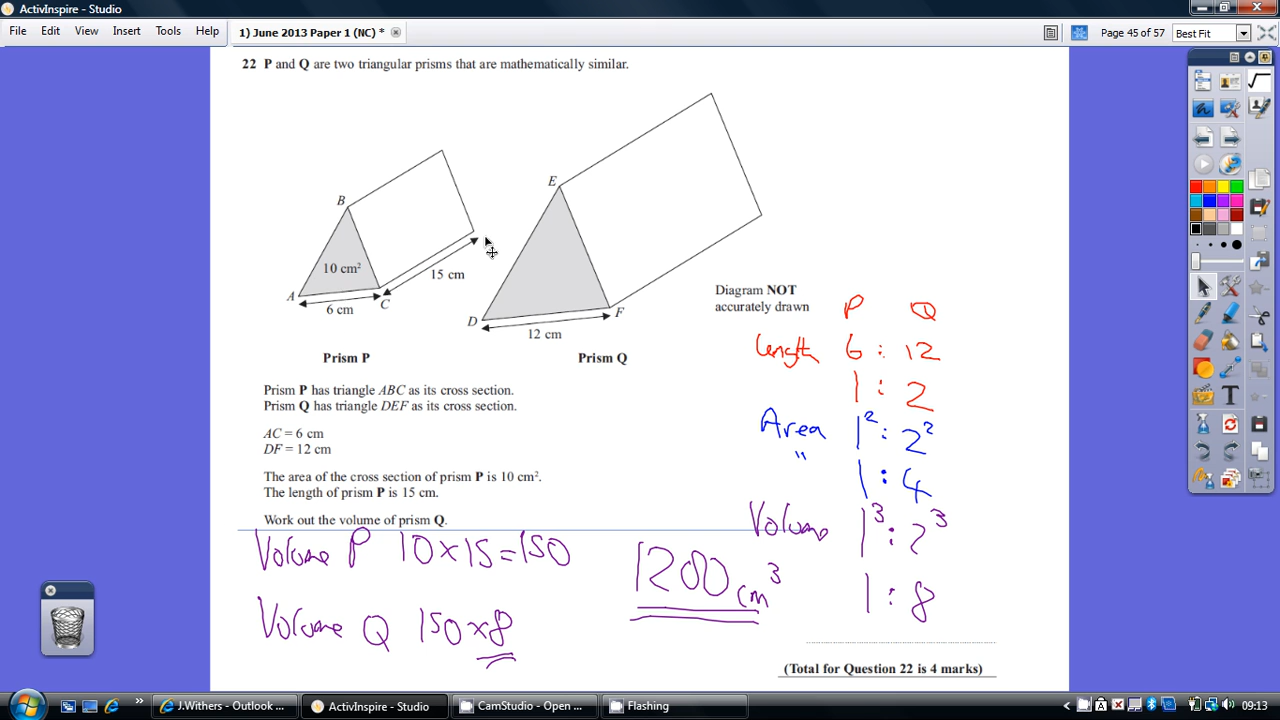 ActivInspire - Studio
File Edit View Insert Tools Help
1) June 2013 Paper 1 (NC) *
Page 45 of 57
Best Fit
22 P and Q are two triangular prisms that are mathematically similar.
E
B
10 cm²
15 cm
A
C
6 cm
D
F
12 cm
Diagram NOT
accurately drawn
Prism P
Prism Q
P Q
Length 6 : 12
1 : 2
Area 1² : 2²
" 1 : 4
Volume 1³ : 2³
1 : 8
Prism P has triangle ABC as its cross section.
Prism Q has triangle DEF as its cross section.
AC = 6 cm
DF = 12 cm
The area of the cross section of prism P is 10 cm².
The length of prism P is 15 cm.
Work out the volume of prism Q.
Volume P 10×15=150
Volume Q 150×8
1200 cm³
(Total for Question 22 is 4 marks)
J.Withers - Outlook ...
ActivInspire - Studio
CamStudio - Open ...
Flashing
09:13